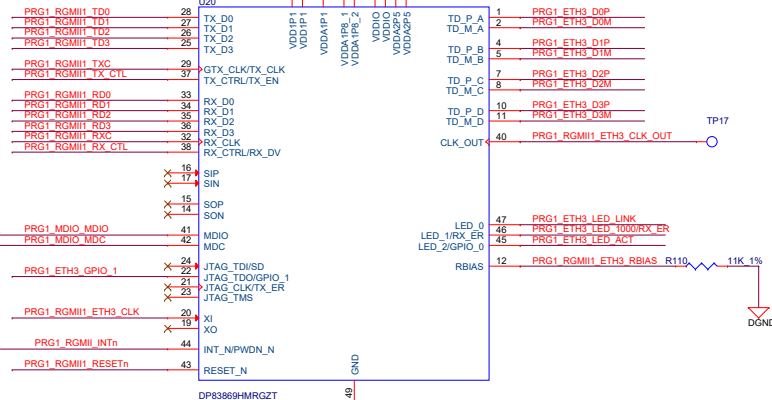 U20
VDD1P1
VDD1P1
VDDA1P1
VDDA1P8_1
VDDA1P8_2
VDDIO
VDDIO
VDDA2P5
VDDA2P5
PRG1_RGMII1_TD0 28 TX_D0
PRG1_RGMII1_TD1 27 TX_D1
PRG1_RGMII1_TD2 26 TX_D2
PRG1_RGMII1_TD3 25 TX_D3
PRG1_RGMII1_TXC 29 GTX_CLK/TX_CLK
PRG1_RGMII1_TX_CTL 37 TX_CTRL/TX_EN
PRG1_RGMII1_RD0 33 RX_D0
PRG1_RGMII1_RD1 34 RX_D1
PRG1_RGMII1_RD2 35 RX_D2
PRG1_RGMII1_RD3 36 RX_D3
PRG1_RGMII1_RXC 32 RX_CLK
PRG1_RGMII1_RX_CTL 38 RX_CTRL/RX_DV
16 SIP
17 SIN
15 SOP
14 SON
PRG1_MDIO_MDIO 41 MDIO
PRG1_MDIO_MDC 42 MDC
24 JTAG_TDI/SD
PRG1_ETH3_GPIO_1 22 JTAG_TDO/GPIO_1
21 JTAG_CLK/TX_ER
23 JTAG_TMS
PRG1_RGMII1_ETH3_CLK 20 XI
19 XO
PRG1_RGMII_INTn 44 INT_N/PWDN_N
PRG1_RGMII1_RESETn 43 RESET_N
TD_P_A 1 PRG1_ETH3_D0P
TD_M_A 2 PRG1_ETH3_D0M
TD_P_B 4 PRG1_ETH3_D1P
TD_M_B 5 PRG1_ETH3_D1M
TD_P_C 7 PRG1_ETH3_D2P
TD_M_C 8 PRG1_ETH3_D2M
TD_P_D 10 PRG1_ETH3_D3P
TD_M_D 11 PRG1_ETH3_D3M
TP17
CLK_OUT 40 PRG1_RGMII1_ETH3_CLK_OUT
LED_0 47 PRG1_ETH3_LED_LINK
LED_1/RX_ER 46 PRG1_ETH3_LED_1000/RX_ER
LED_2/GPIO_0 45 PRG1_ETH3_LED_ACT
RBIAS 12 PRG1_RGMII1_ETH3_RBIAS R110 11K_1%
DGND
GND
49
DP83869HMRGZT